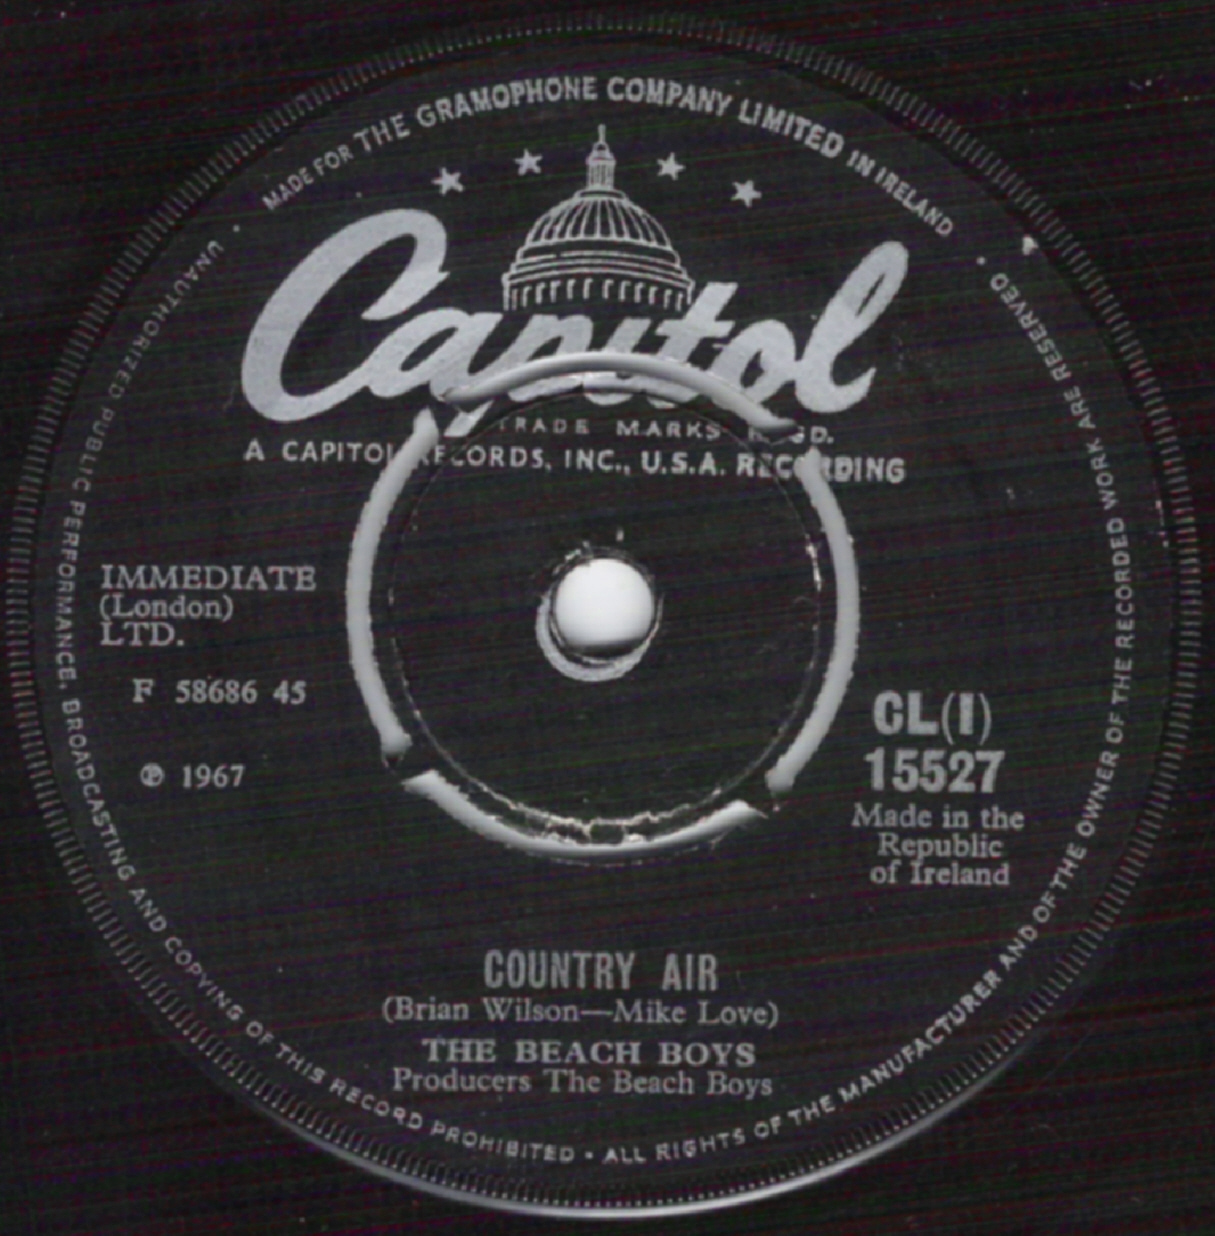 MADE FOR THE GRAMOPHONE COMPANY LIMITED IN IRELAND
Capitol
TRADE MARKS REGD.
A CAPITOL RECORDS, INC., U.S.A. RECORDING
IMMEDIATE
(London)
LTD.
F 58686 45
℗ 1967
CL(I)
15527
Made in the
Republic
of Ireland
COUNTRY AIR
(Brian Wilson—Mike Love)
THE BEACH BOYS
Producers The Beach Boys
UNAUTHORIZED PUBLIC PERFORMANCE, BROADCASTING AND COPYING OF THIS RECORD PROHIBITED • ALL RIGHTS OF THE MANUFACTURER AND OF THE OWNER OF THE RECORDED WORK ARE RESERVED